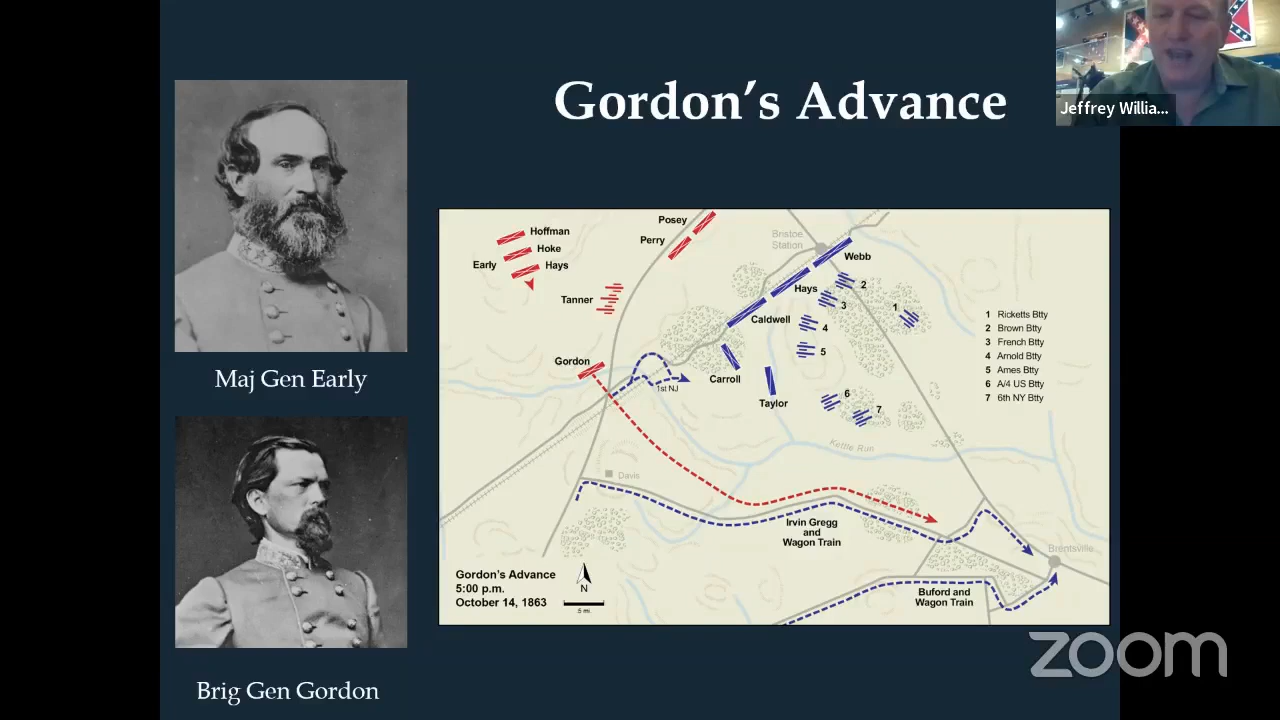 Gordon's Advance
Jeffrey Willia...
Maj Gen Early
Brig Gen Gordon
Posey
Perry
Hoffman
Hoke
Early
Hays
Tanner
Gordon
Bristoe
Station
Webb
Hays
Caldwell
Carroll
Taylor
1st NJ
1
2
3
4
5
6
7
1 Ricketts Btty
2 Brown Btty
3 French Btty
4 Arnold Btty
5 Ames Btty
6 A/4 US Btty
7 6th NY Btty
Kettle Run
Davis
Irvin Gregg
and
Wagon Train
Brentsville
Buford and
Wagon Train
Gordon's Advance
5:00 p.m.
October 14, 1863
N
.5 mi.
zoom